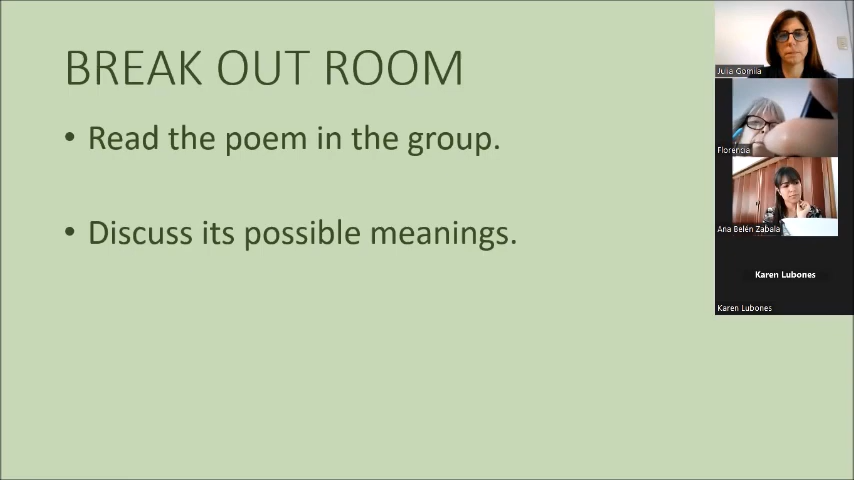 BREAK OUT ROOM
• Read the poem in the group.
• Discuss its possible meanings.
Julia Gomila
Florencia
Ana Belén Zabala
Karen Lubones
Karen Lubones